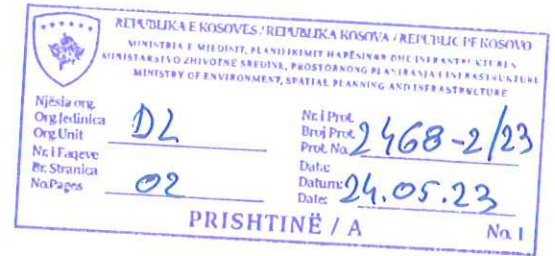 REPUBLIKA E KOSOVËS / REPUBLIKA KOSOVA / REPUBLIC OF KOSOVO
MINISTRIA E MJEDISIT, PLANIFIKIMIT HAPËSINOR DHE INFRASTRUKTURËS
MINISTARSTVO ŽIVOTNE SREDINE, PROSTORNOG PLANIRANJA I INFRASTRUKTURE
MINISTRY OF ENVIRONMENT, SPATIAL PLANNING AND INFRASTRUCTURE
Njësia org.
Org.Jedinica
Org.Unit
DL
Nr. i Prot.
Broj Prot.
Prot. No.
2468-2/23
Nr. i Faqeve
Br. Stranica
No.Pages
02
Data:
Datum:
Date:
24.05.23
PRISHTINË / A
No. 1